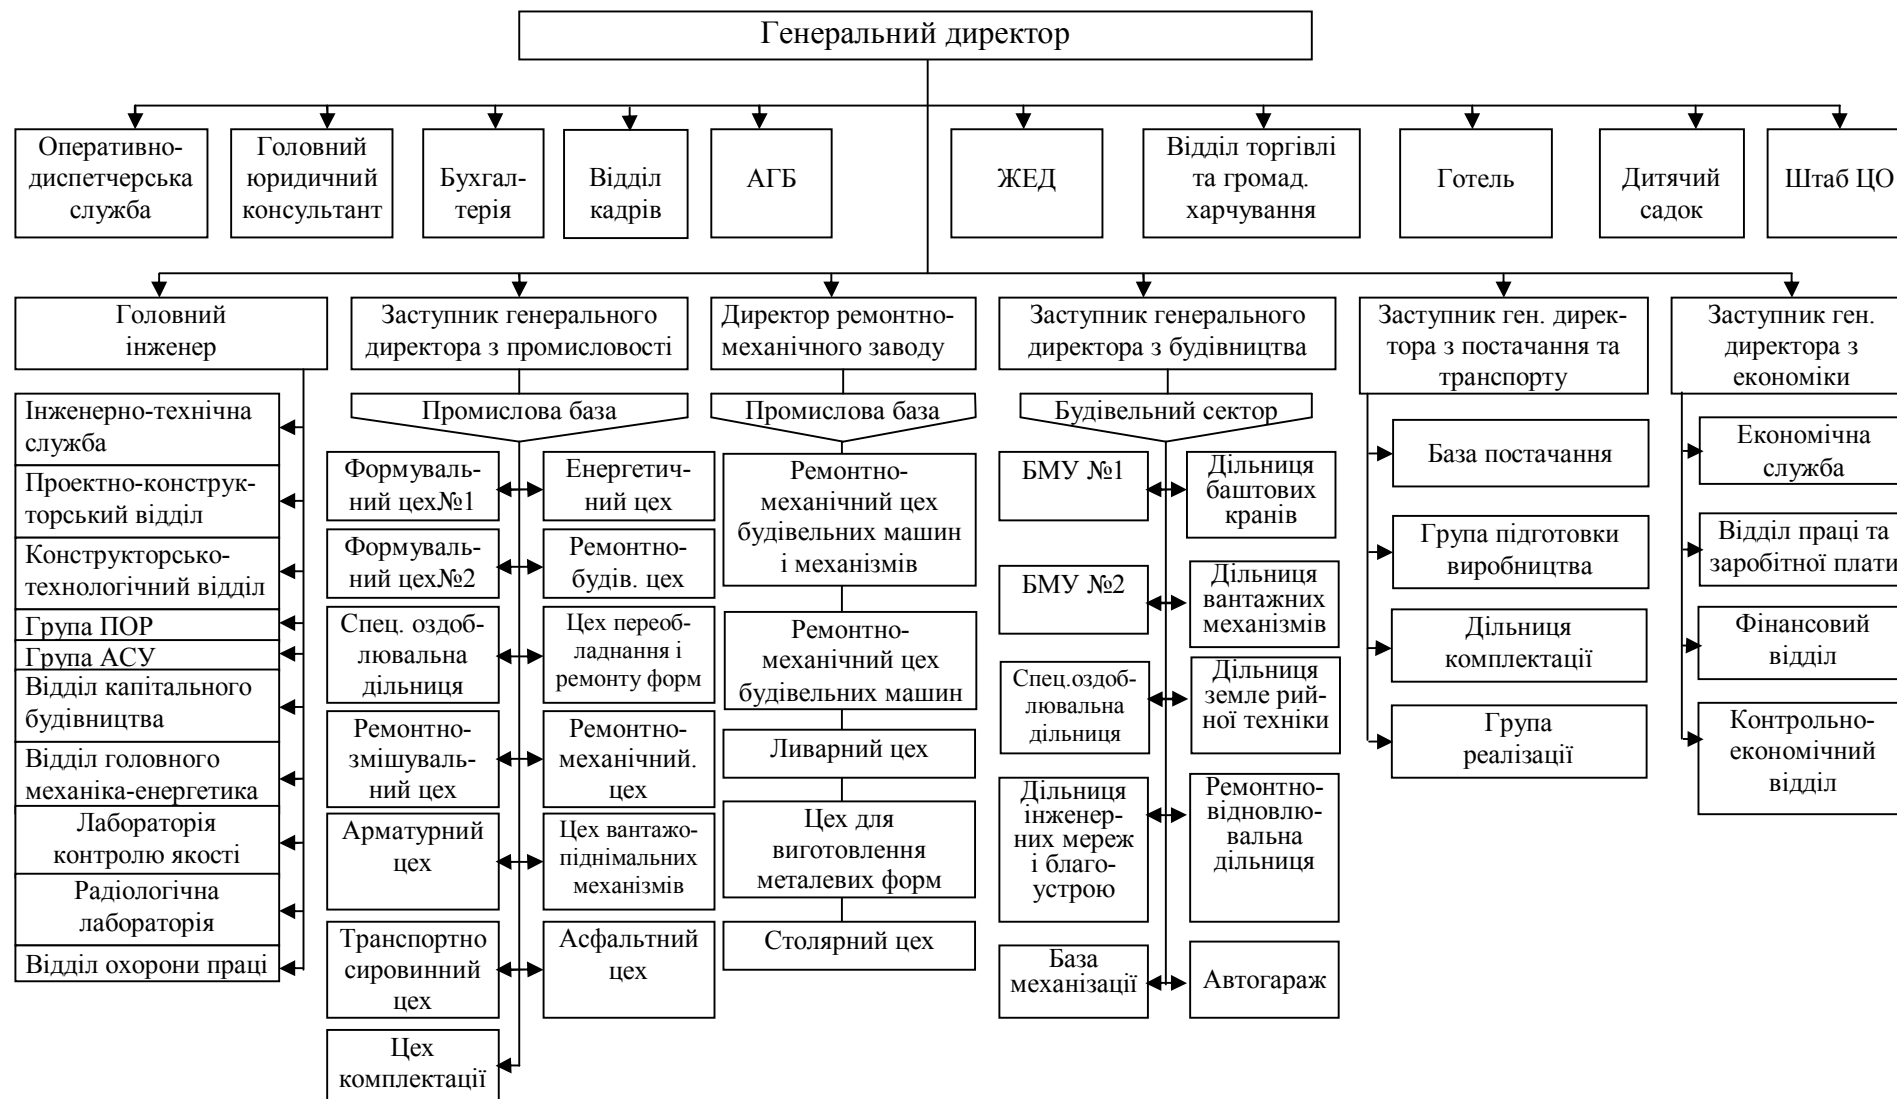 Генеральний директор
Оперативно-
диспетчерська
служба
Головний
юридичний
консультант
Бухгал-
терія
Відділ
кадрів
АГБ
ЖЕД
Відділ торгівлі
та громад.
харчування
Готель
Дитячий
садок
Штаб ЦО
Головний
інженер
Заступник генерального
директора з промисловості
Директор ремонтно-
механічного заводу
Заступник генерального
директора з будівництва
Заступник ген. дирек-
тора з постачання та
транспорту
Заступник ген.
директора з
економіки
Інженерно-технічна
служба
Проектно-конструк-
торський відділ
Конструкторсько-
технологічний відділ
Група ПОР
Група АСУ
Відділ капітального
будівництва
Відділ головного
механіка-енергетика
Лабораторія
контролю якості
Радіологічна
лабораторія
Відділ охорони праці
Промислова база
Формуваль-
ний цех№1
Енергетич-
ний цех
Формуваль-
ний цех№2
Ремонтно-
будів. цех
Спец. оздоб-
лювальна
дільниця
Цех переоб-
ладнання і
ремонту форм
Ремонтно-
змішуваль-
ний цех
Ремонтно-
механічний.
цех
Арматурний
цех
Цех вантажо-
піднімальних
механізмів
Транспортно
сировинний
цех
Асфальтний
цех
Цех
комплектації
Промислова база
Ремонтно-
механічний цех
будівельних машин
і механізмів
Ремонтно-
механічний цех
будівельних машин
Ливарний цех
Цех для
виготовлення
металевих форм
Столярний цех
Будівельний сектор
БМУ №1
Дільниця
баштових
кранів
БМУ №2
Дільниця
вантажних
механізмів
Спец.оздоб-
лювальна
дільниця
Дільниця
земле рий-
ної техніки
Дільниця
інженер-
них мереж
і благо-
устрою
Ремонтно-
відновлю-
вальна
дільниця
База
механізації
Автогараж
База постачання
Група підготовки
виробництва
Дільниця
комплектації
Група
реалізації
Економічна
служба
Відділ праці та
заробітної плати
Фінансовий
відділ
Контрольно-
економічний
відділ